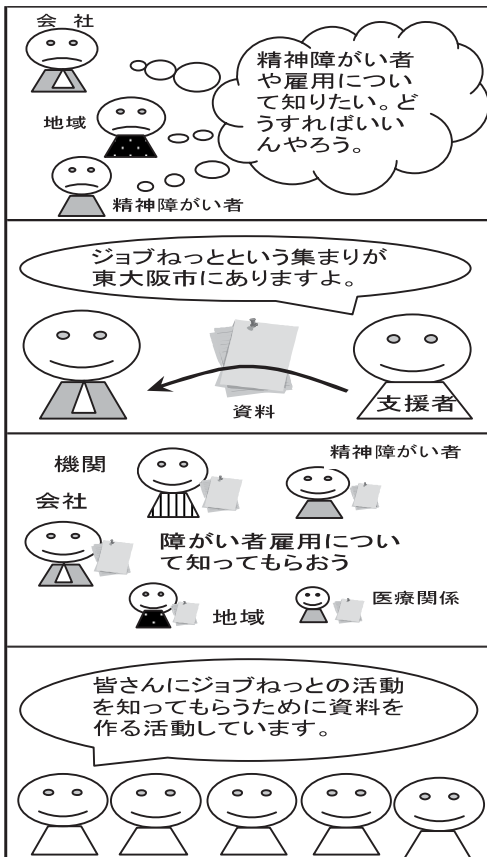 会 社
精神障がい者
や雇用につい
て知りたい。ど
うすればいい
んやろう。
地域
精神障がい者
ジョブねっとという集まりが
東大阪市にありますよ。
資料
支援者
機関
精神障がい者
会社
障がい者雇用につい
て知ってもらおう
地域
医療関係
皆さんにジョブねっとの活動
を知ってもらうために資料を
作る活動しています。